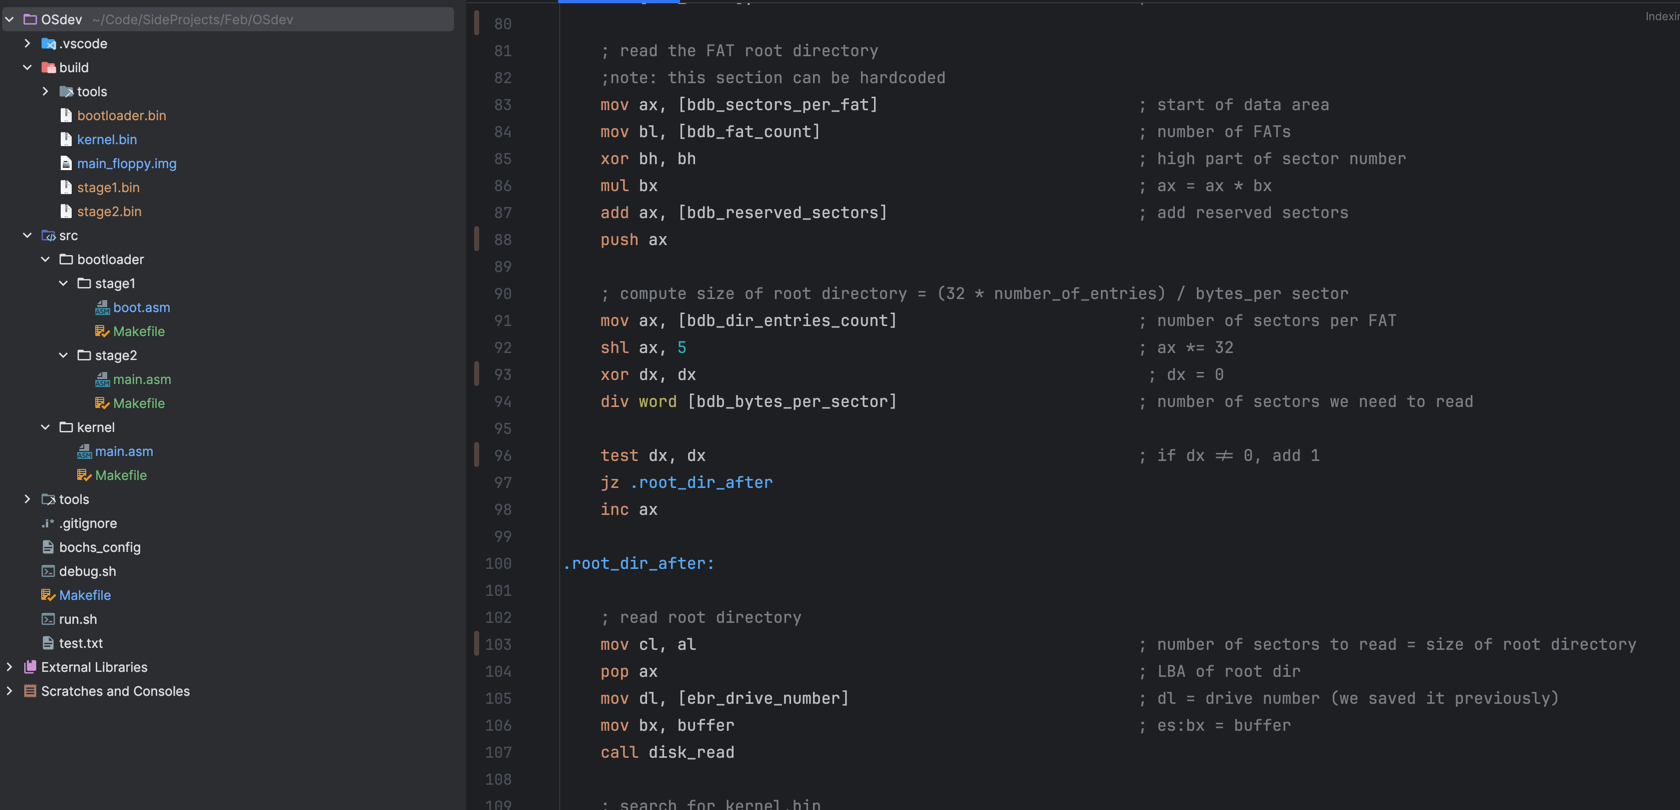 OSdev ~/Code/SideProjects/Feb/OSdev
.vscode
build
tools
bootloader.bin
kernel.bin
main_floppy.img
stage1.bin
stage2.bin
src
bootloader
stage1
boot.asm
Makefile
stage2
main.asm
Makefile
kernel
main.asm
Makefile
tools
.gitignore
bochs_config
debug.sh
Makefile
run.sh
test.txt
External Libraries
Scratches and Consoles
Indexin
80
81 ; read the FAT root directory
82 ;note: this section can be hardcoded
83 mov ax, [bdb_sectors_per_fat] ; start of data area
84 mov bl, [bdb_fat_count] ; number of FATs
85 xor bh, bh ; high part of sector number
86 mul bx ; ax = ax * bx
87 add ax, [bdb_reserved_sectors] ; add reserved sectors
88 push ax
89
90 ; compute size of root directory = (32 * number_of_entries) / bytes_per sector
91 mov ax, [bdb_dir_entries_count] ; number of sectors per FAT
92 shl ax, 5 ; ax *= 32
93 xor dx, dx ; dx = 0
94 div word [bdb_bytes_per_sector] ; number of sectors we need to read
95
96 test dx, dx ; if dx != 0, add 1
97 jz .root_dir_after
98 inc ax
99
100 .root_dir_after:
101
102 ; read root directory
103 mov cl, al ; number of sectors to read = size of root directory
104 pop ax ; LBA of root dir
105 mov dl, [ebr_drive_number] ; dl = drive number (we saved it previously)
106 mov bx, buffer ; es:bx = buffer
107 call disk_read
108
109 ; search for kernel.bin